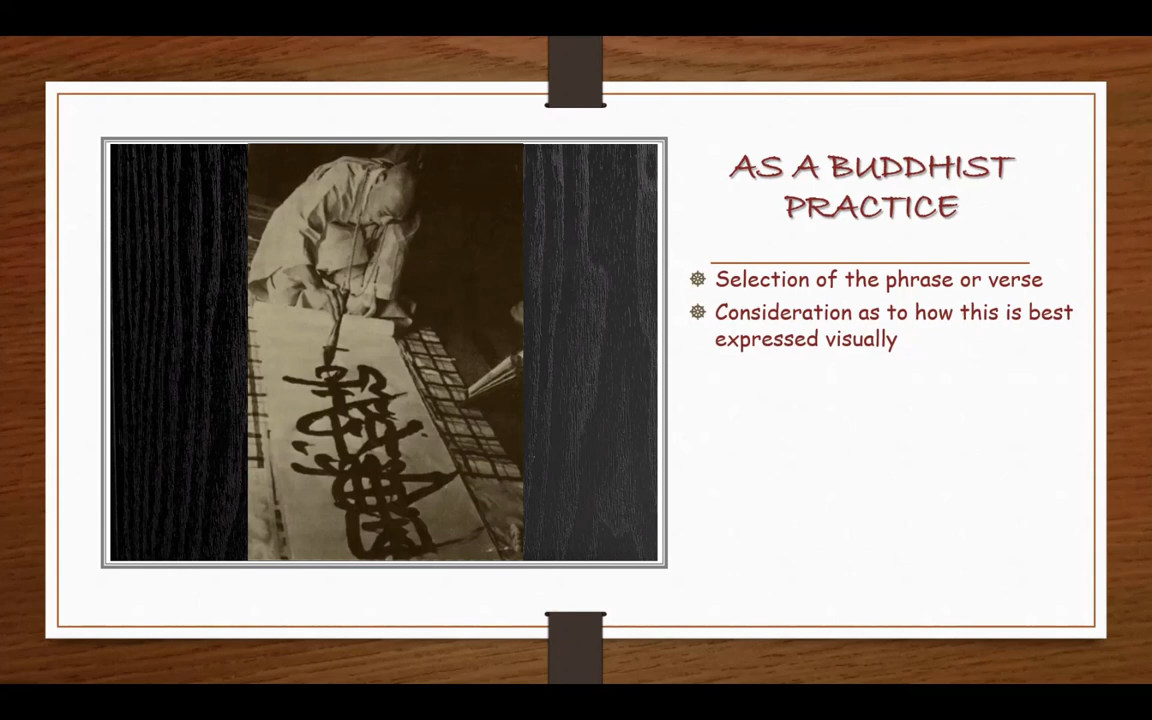 AS A BUDDHIST
PRACTICE
Selection of the phrase or verse
Consideration as to how this is best
expressed visually